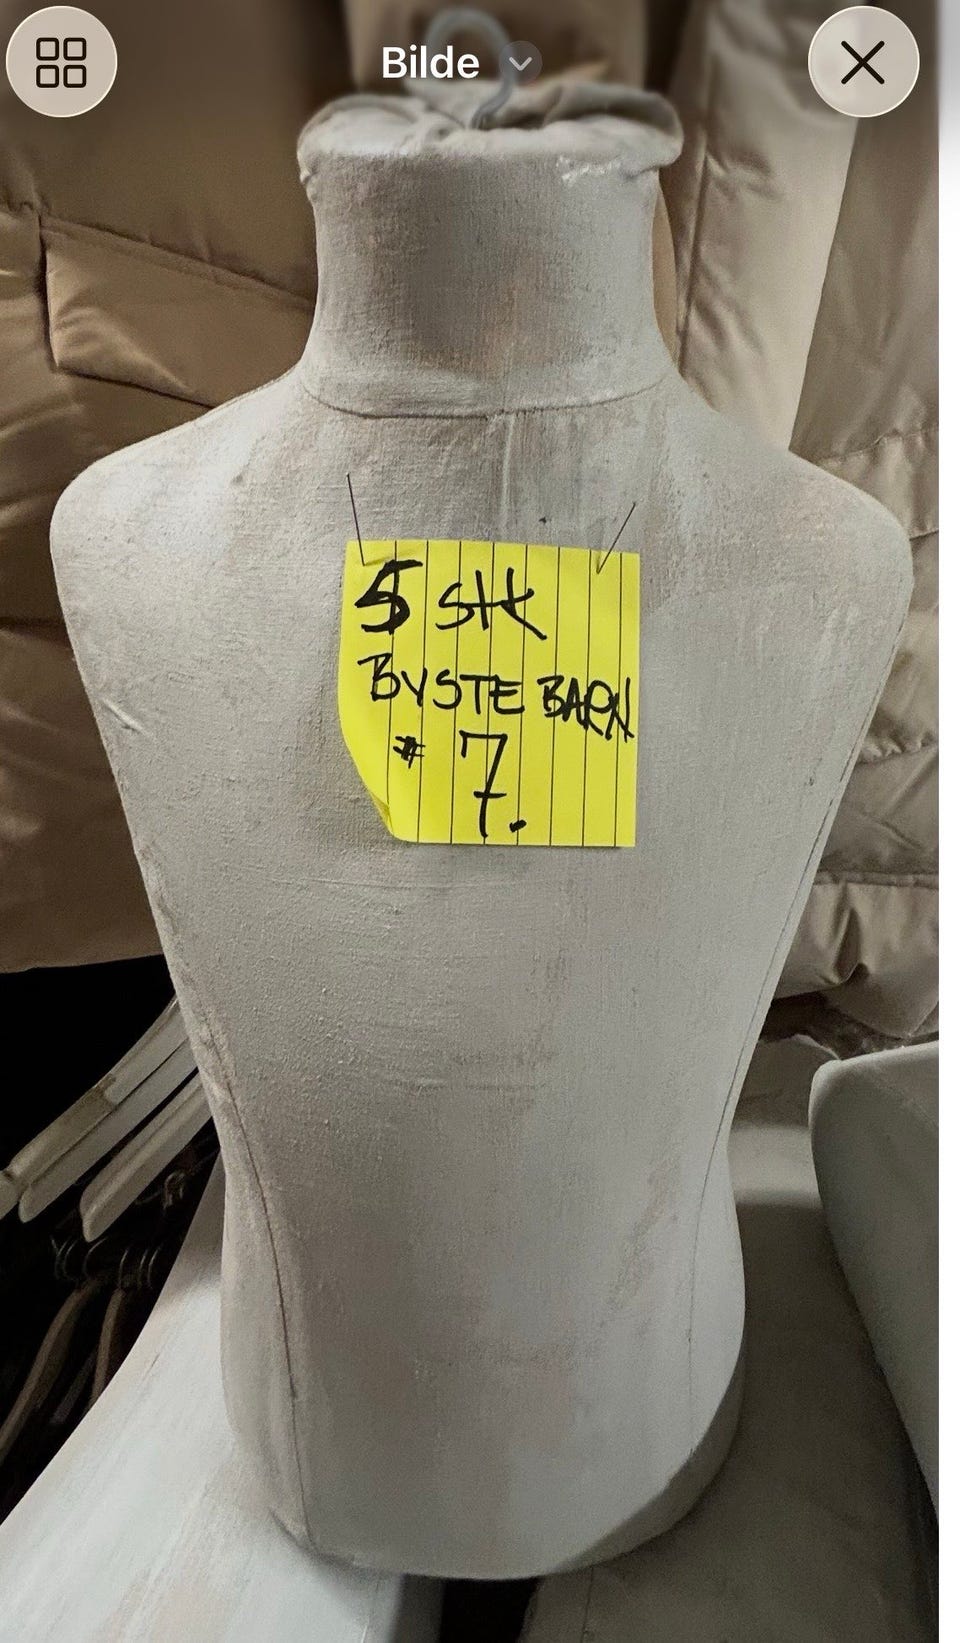 Bilde
5 stk
BYSTE BARN
# 7.